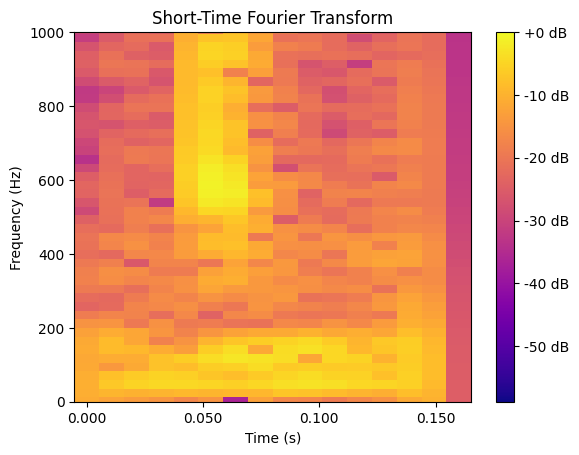 Short-Time Fourier Transform
1000
800
600
400
200
0
Frequency (Hz)
0.000
0.050
0.100
0.150
Time (s)
+0 dB
-10 dB
-20 dB
-30 dB
-40 dB
-50 dB